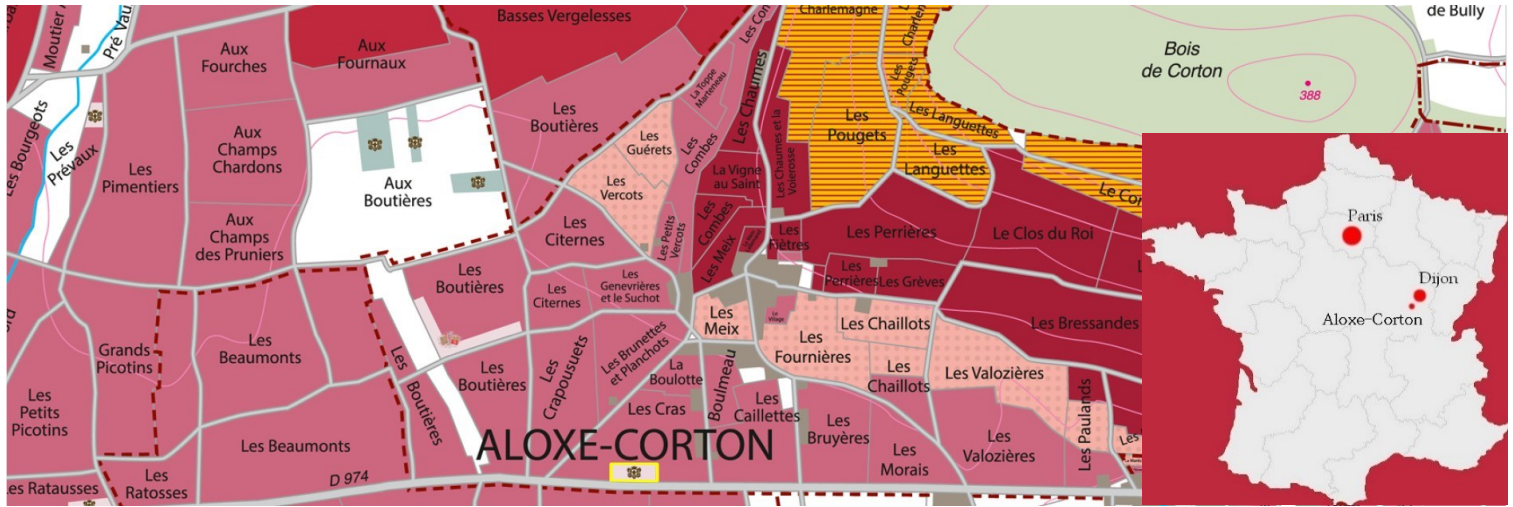 Basses Vergelesses
Charlemagne
de Bully
Pré Vau
Aux
Fourches
Aux
Fournaux
Les Chaumes
La Toppe
Marteneau
Les
Pougets
Bois
de Corton
388
Les Bourgeots
Les
Prévaux
Les
Pimentiers
Aux
Champs
Chardons
Les
Boutières
Les
Guérets
Les
Combes
Les
Pougets
Les Languettes
Les
Languettes
Aux
Boutières
Les
Vercots
La Vigne
au Saint
Les Chaumes et la
Voierosse
Aux
Champs
des Pruniers
Les
Citernes
Les Petits
Vercots
Les
Combes
Les Meix
Les
Fiètres
Les Perrières
Le Clos du Roi
Les
Boutières
Les
Citernes
Les
Genevrières
et le Suchot
Les
Perrières
Les Grèves
Les
Meix
Le
Village
Les Chaillots
Les Bressandes
Grands
Picotins
Les
Beaumonts
Les
Boutières
Les
Boutières
Les
Crapousuets
Les Brunettes
et Planchots
La
Boulotte
Boulmeau
Les
Fournières
Les
Chaillots
Les Valozières
Les
Petits
Picotins
Les Beaumonts
Les Cras
Les
Caillettes
Les
Bruyères
Les
Morais
Les
Valozières
Les Paulands
ALOXE-CORTON
Les
Ratosses
D 974
Paris
Dijon
Aloxe-Corton